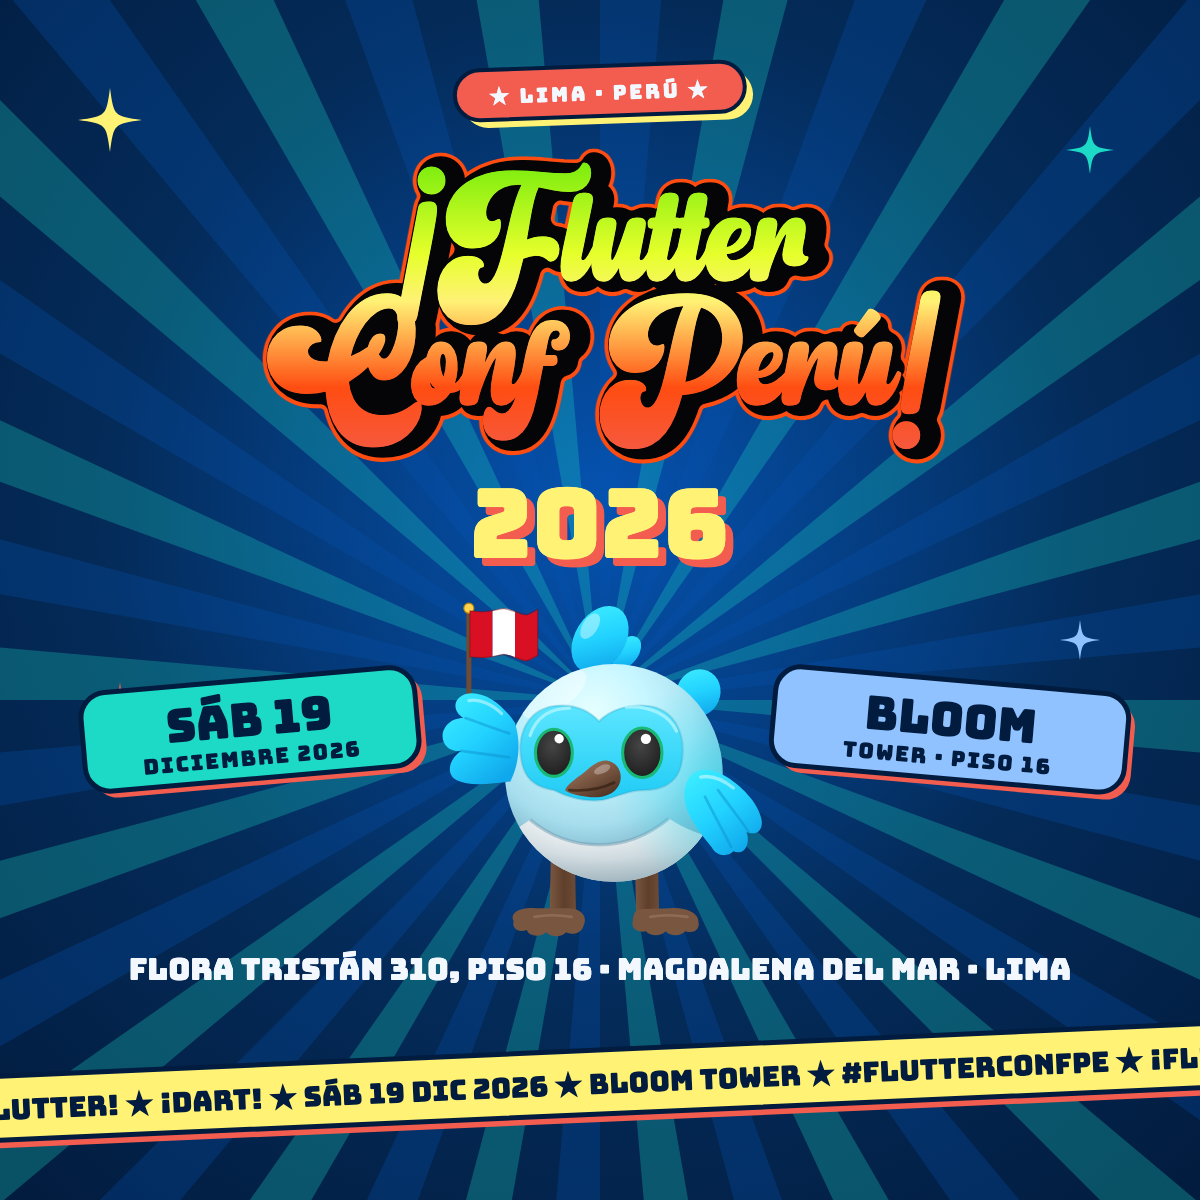 ★ LIMA · PERÚ ★
¡Flutter
Conf Perú!
2026
SÁB 19
DICIEMBRE 2026
BLOOM
TOWER · PISO 16
FLORA TRISTÁN 310, PISO 16 · MAGDALENA DEL MAR · LIMA
LUTTER! ★ ¡DART! ★ SÁB 19 DIC 2026 ★ BLOOM TOWER ★ #FLUTTERCONFPE ★ ¡FL